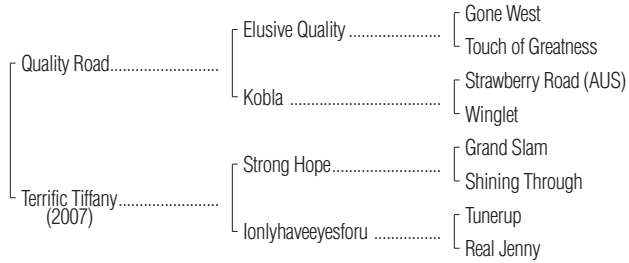 Gone West
Elusive Quality ....................
Touch of Greatness
Quality Road........................
Strawberry Road (AUS)
Kobla .................................
Winglet
Grand Slam
Strong Hope........................
Shining Through
Terrific Tiffany......................
(2007)
Tunerup
Ionlyhaveeyesforu ...............
Real Jenny